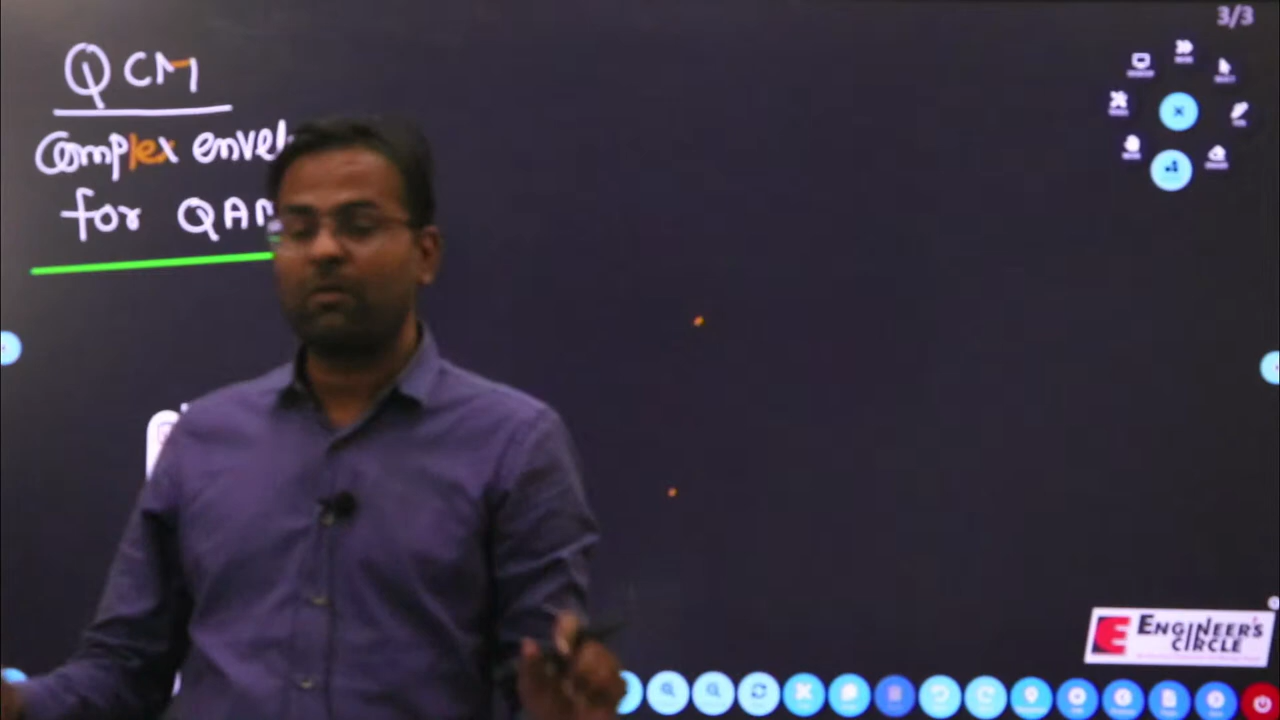 3/3
QCM
Complex envel
for QAM
ENGINEER'S
CIRCLE